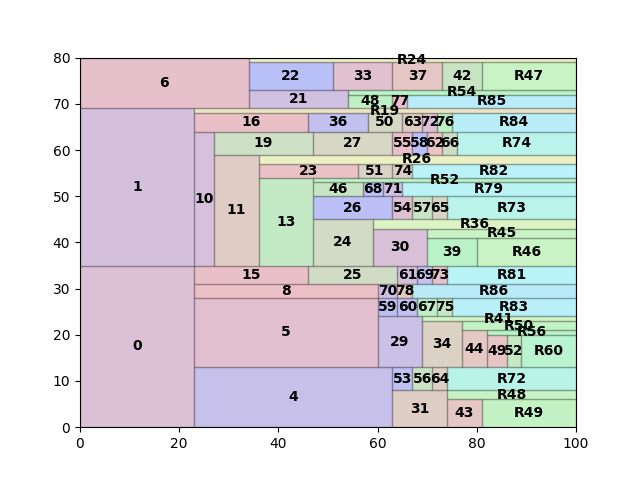 80
R24
6 22 33 37 42 R47
R54
21 48 77 R85
70
R19
16 36 50 63 72 76 R84
19 27 55 58 62 66 R74
60
R26
23 51 74 R82
R52
1 10 11 13 46 68 71 R79
50
26 54 57 65 R73
R36
24 30 R45
40
39 R46
15 25 61 69 73 R81
30
8 70 78 R86
59 60 67 75 R83
R41
R50
R56
20
0 5 29 34 44 49 52 R60
53 56 64 R72
10
R48
4 31 43 R49
0
0 20 40 60 80 100